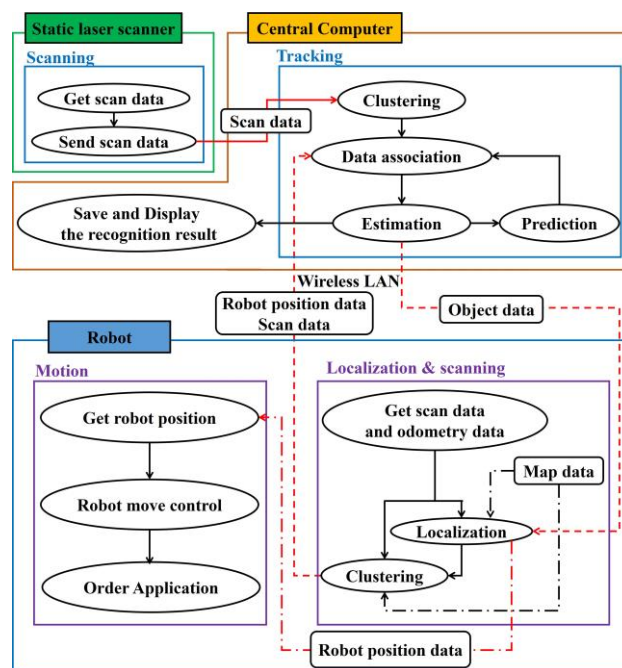 Static laser scanner
Central Computer
Scanning
Tracking
Get scan data
Send scan data
Scan data
Clustering
Data association
Save and Display
the recognition result
Estimation
Prediction
Wireless LAN
Robot position data
Scan data
Object data
Robot
Motion
Localization & scanning
Get robot position
Get scan data
and odometry data
Map data
Robot move control
Localization
Order Application
Clustering
Robot position data